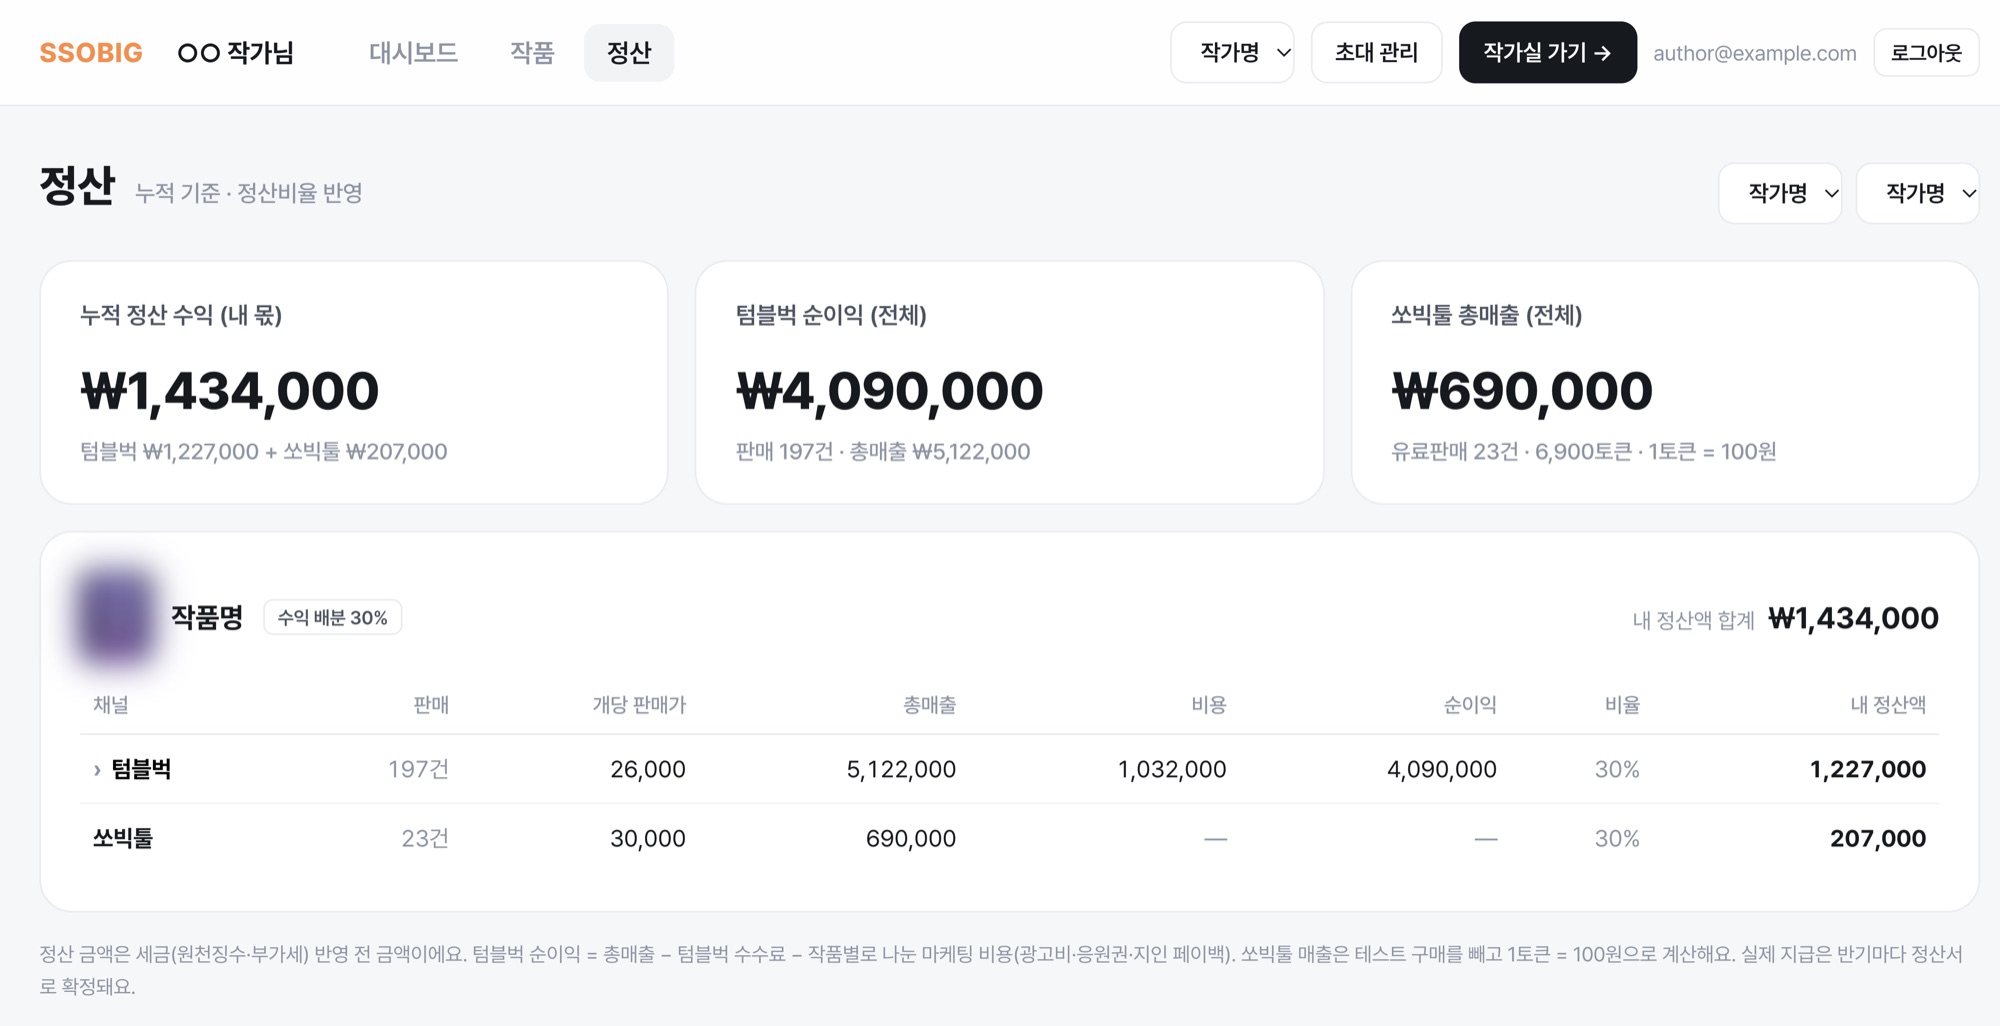 SSOBIG
○○ 작가님
대시보드
작품
정산
작가명
초대 관리
작가실 가기 →
author@example.com
로그아웃
정산
누적 기준 · 정산비율 반영
작가명
작가명
누적 정산 수익 (내 몫)
₩1,434,000
텀블벅 ₩1,227,000 + 쏘빅툴 ₩207,000
텀블벅 순이익 (전체)
₩4,090,000
판매 197건 · 총매출 ₩5,122,000
쏘빅툴 총매출 (전체)
₩690,000
유료판매 23건 · 6,900토큰 · 1토큰 = 100원
작품명
수익 배분 30%
내 정산액 합계 ₩1,434,000
채널 판매 개당 판매가 총매출 비용 순이익 비율 내 정산액
› 텀블벅 197건 26,000 5,122,000 1,032,000 4,090,000 30% 1,227,000
쏘빅툴 23건 30,000 690,000 — — 30% 207,000
정산 금액은 세금(원천징수·부가세) 반영 전 금액이에요. 텀블벅 순이익 = 총매출 − 텀블벅 수수료 − 작품별로 나눈 마케팅 비용(광고비·응원권·지인 페이백). 쏘빅툴 매출은 테스트 구매를 빼고 1토큰 = 100원으로 계산해요. 실제 지급은 반기마다 정산서
로 확정돼요.